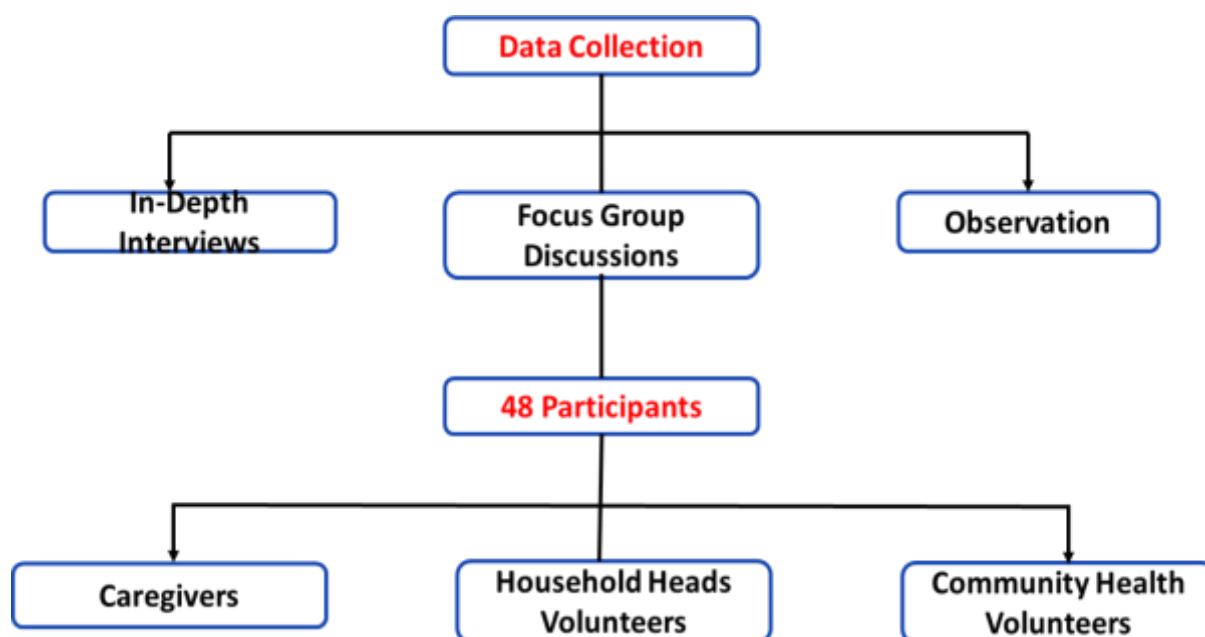 Data Collection
In-Depth
Interviews
Focus Group
Discussions
Observation
48 Participants
Caregivers
Household Heads
Volunteers
Community Health
Volunteers